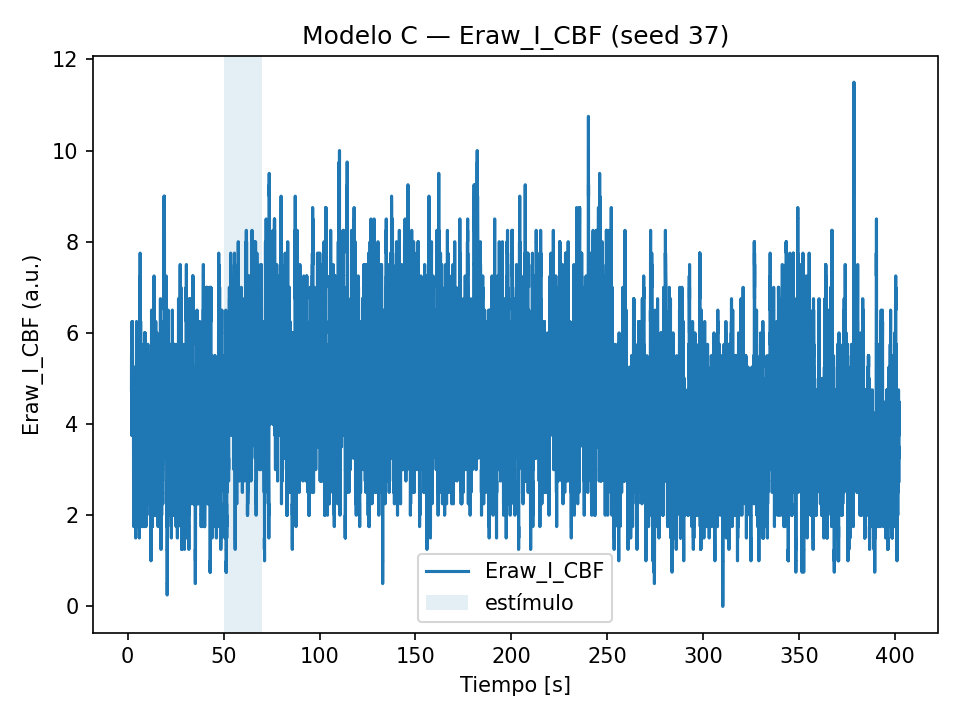 Modelo C — Eraw_I_CBF (seed 37)
Eraw_I_CBF (a.u.)
12
10
8
6
4
2
0
Eraw_I_CBF
estímulo
0 50 100 150 200 250 300 350 400
Tiempo [s]